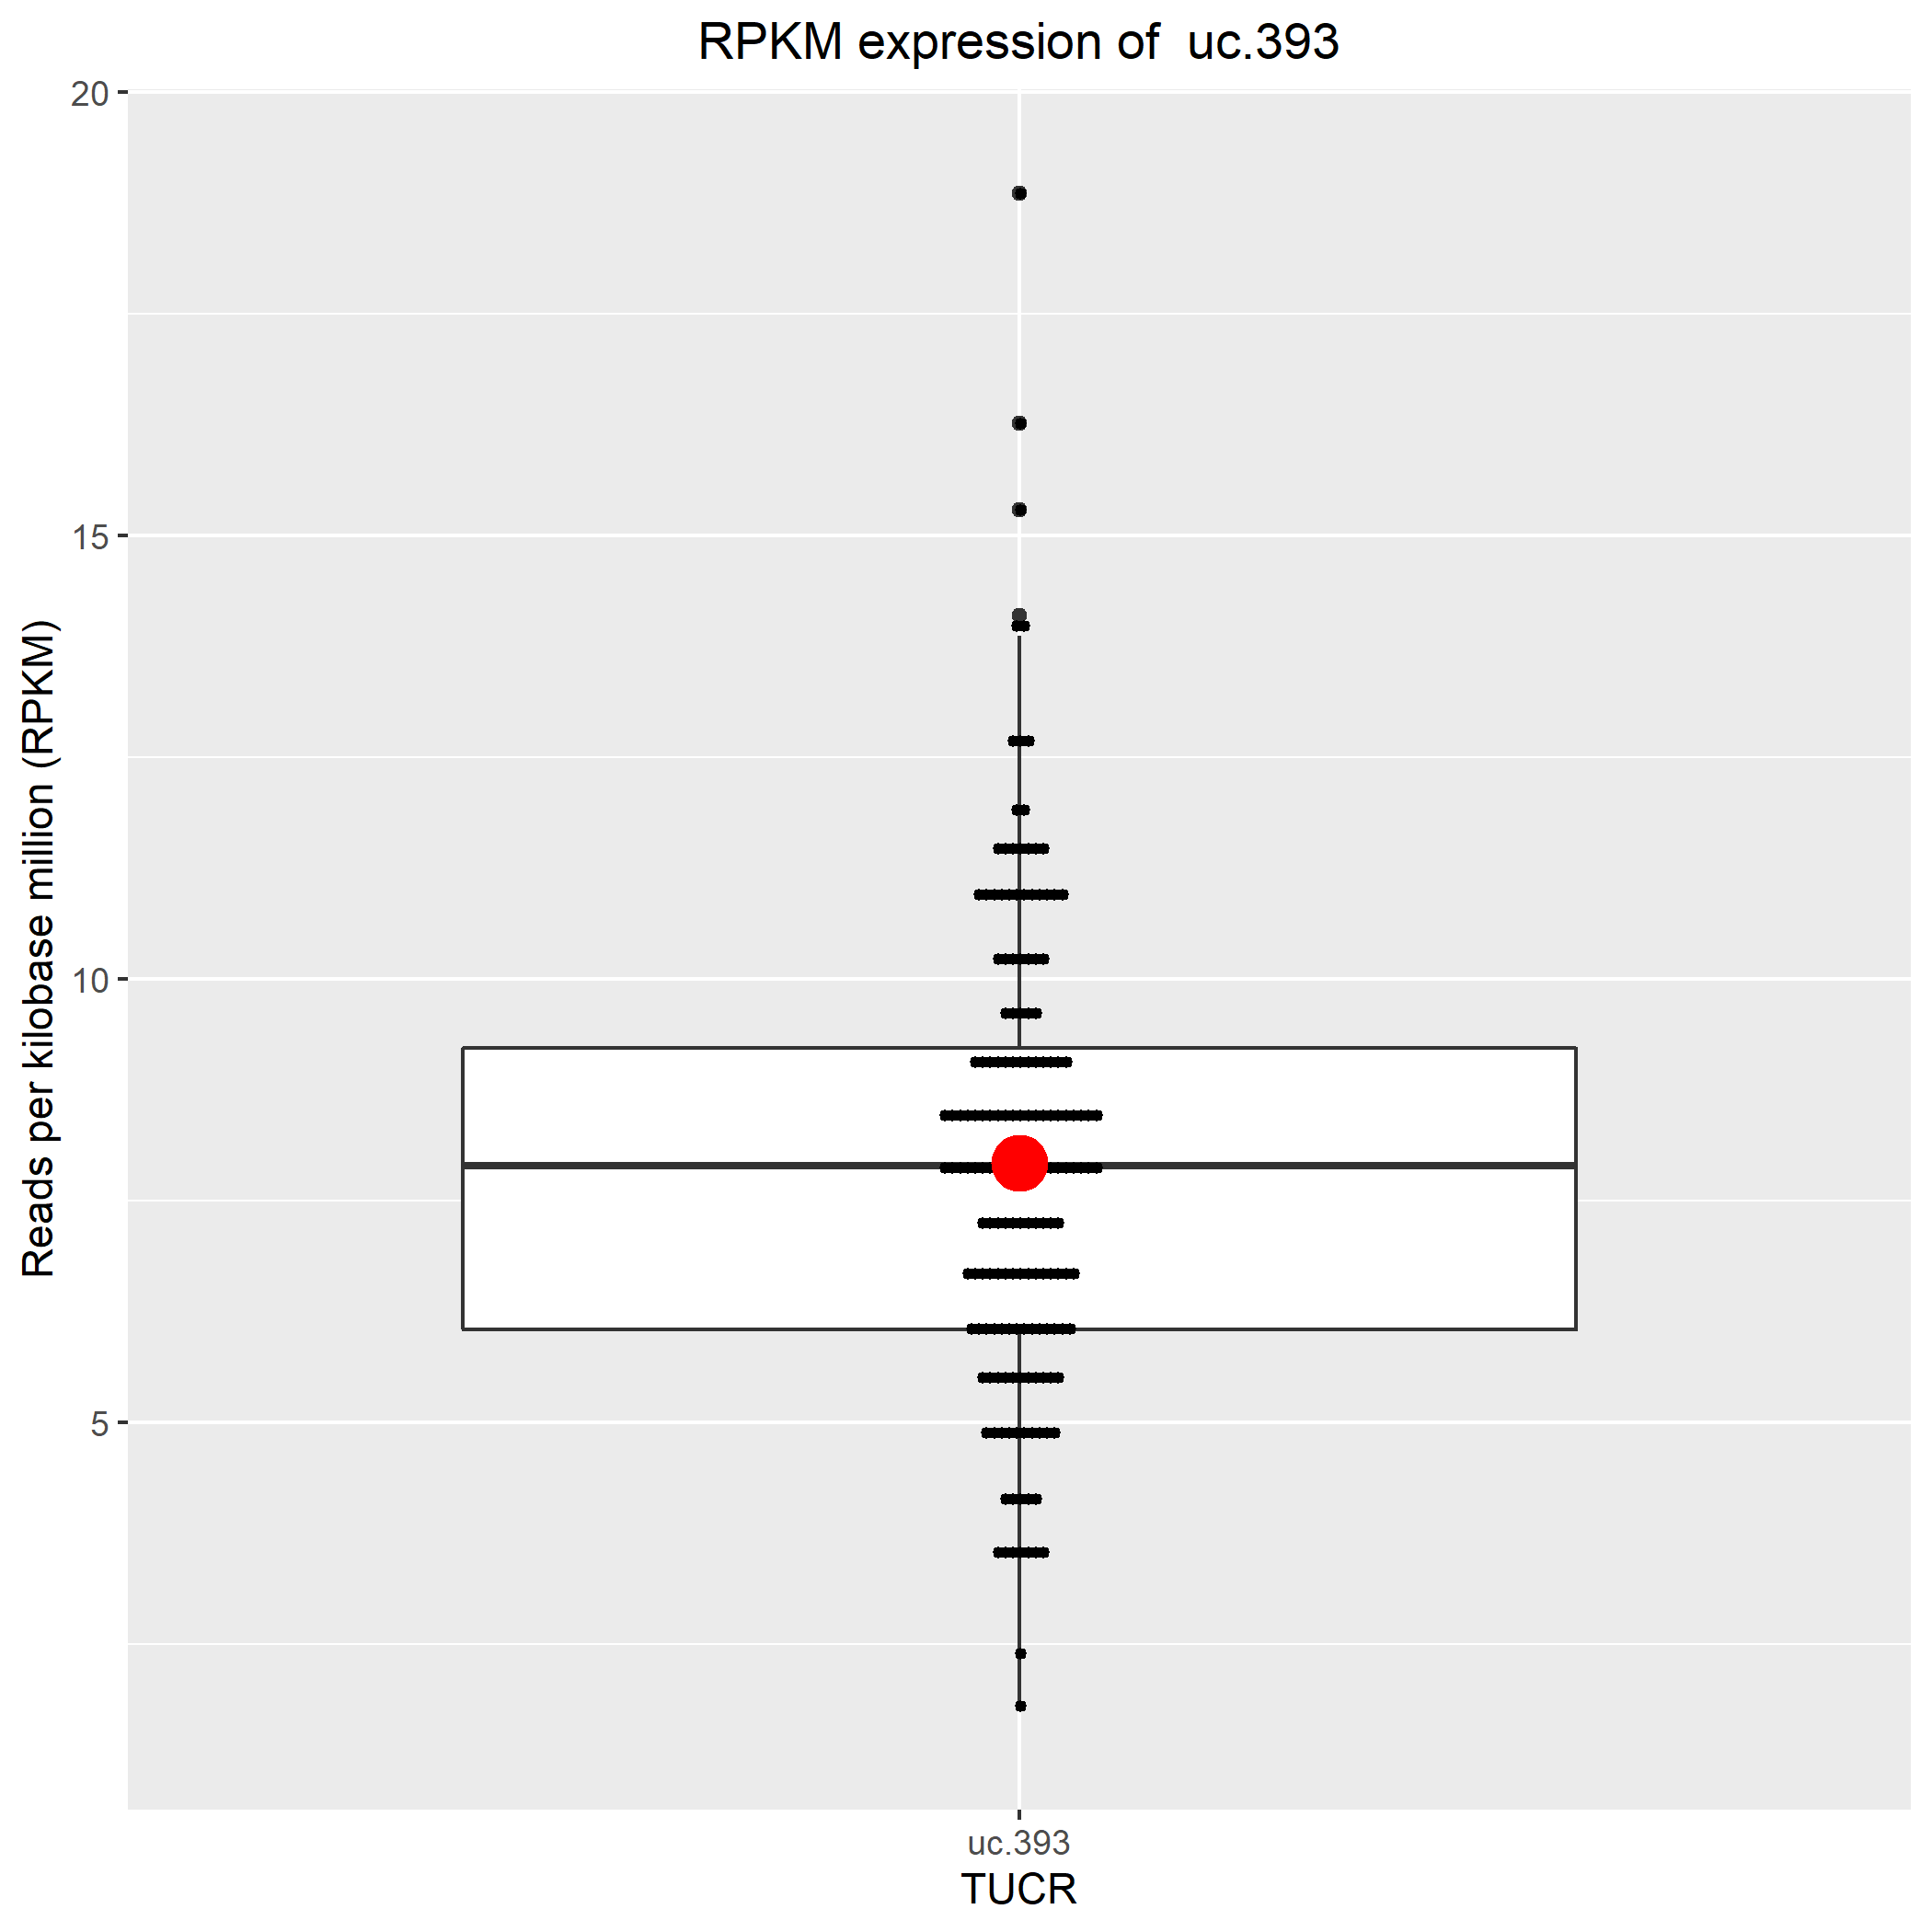 RPKM expression of  uc.393
20
15
10
5
Reads per kilobase million (RPKM)
uc.393
TUCR